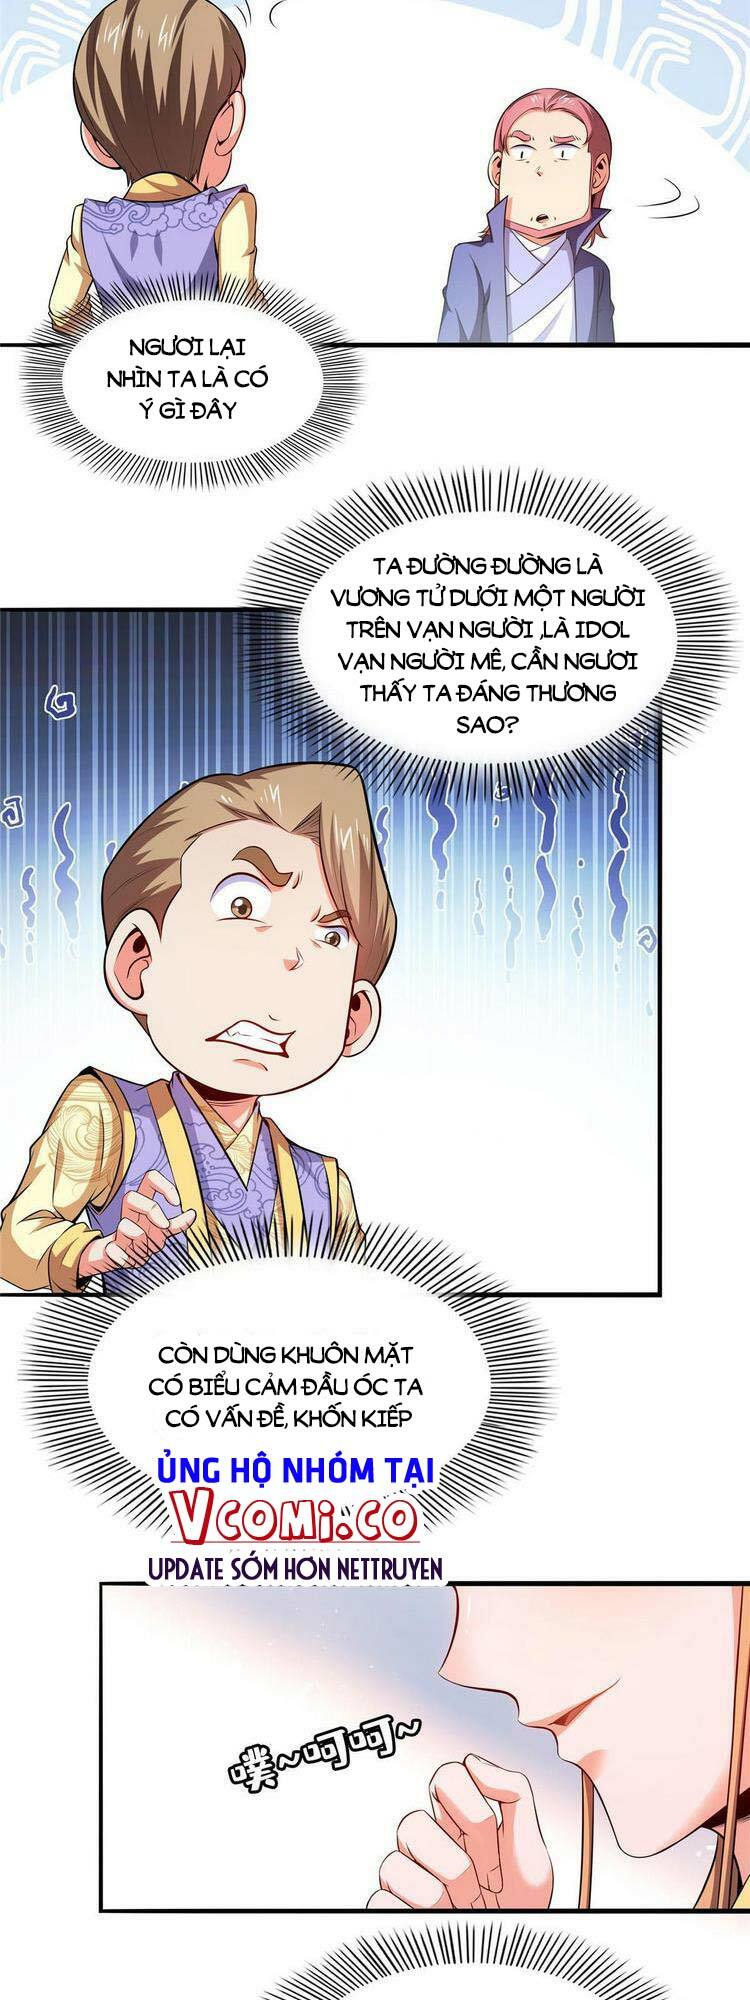 NGƯƠI LẠI
NHÌN TA LÀ CÓ
Ý GÌ ĐÂY
TA ĐƯỜNG ĐƯỜNG LÀ
VƯƠNG TỬ DƯỚI MỘT NGƯỜI
TRÊN VẠN NGƯỜI ,LÀ IDOL
VẠN NGƯỜI MÊ, CẦN NGƯƠI
THẤY TA ĐÁNG THƯƠNG
SAO?
CÒN DÙNG KHUÔN MẶT
CÓ BIỂU CẢM ĐẦU ÓC TA
CÓ VẤN ĐỀ, KHỐN KIẾP
ỦNG HỘ NHÓM TẠI
VCOMI.CO
UPDATE SỚM HƠN NETTRUYEN
噗~呵呵~